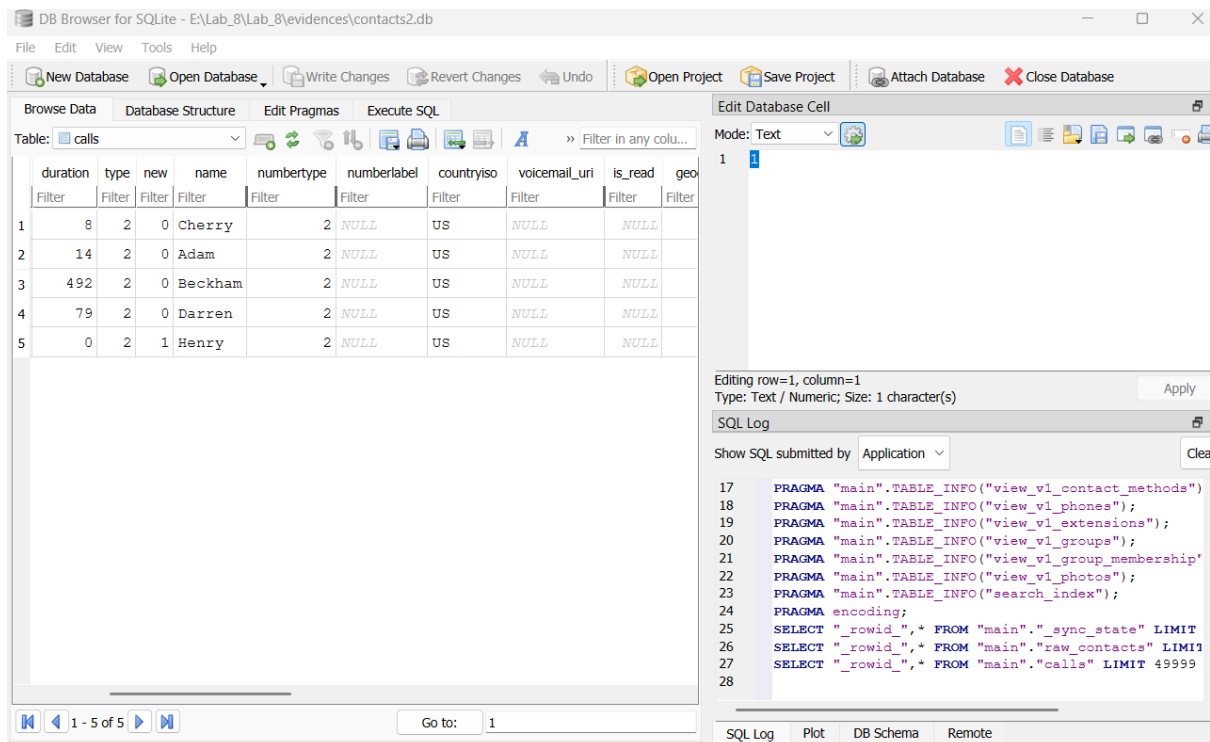 DB Browser for SQLite - E:\Lab_8\Lab_8\evidences\contacts2.db
File Edit View Tools Help
New Database Open Database Write Changes Revert Changes Undo Open Project Save Project Attach Database Close Database
Browse Data Database Structure Edit Pragmas Execute SQL
Table: calls » Filter in any colu...
duration type new name numbertype numberlabel countryiso voicemail_uri is_read geo
Filter Filter Filter Filter Filter Filter Filter Filter Filter Filter
1 8 2 0 Cherry 2 NULL US NULL NULL
2 14 2 0 Adam 2 NULL US NULL NULL
3 492 2 0 Beckham 2 NULL US NULL NULL
4 79 2 0 Darren 2 NULL US NULL NULL
5 0 2 1 Henry 2 NULL US NULL NULL
1 - 5 of 5 Go to: 1
Edit Database Cell
Mode: Text
1 1
Editing row=1, column=1
Type: Text / Numeric; Size: 1 character(s)
Apply
SQL Log
Show SQL submitted by Application Clea
17 PRAGMA "main".TABLE_INFO("view_v1_contact_methods")
18 PRAGMA "main".TABLE_INFO("view_v1_phones");
19 PRAGMA "main".TABLE_INFO("view_v1_extensions");
20 PRAGMA "main".TABLE_INFO("view_v1_groups");
21 PRAGMA "main".TABLE_INFO("view_v1_group_membership"
22 PRAGMA "main".TABLE_INFO("view_v1_photos");
23 PRAGMA "main".TABLE_INFO("search_index");
24 PRAGMA encoding;
25 SELECT "_rowid_",* FROM "main"."_sync_state" LIMIT
26 SELECT "_rowid_",* FROM "main"."raw_contacts" LIMIT
27 SELECT "_rowid_",* FROM "main"."calls" LIMIT 49999
28
SQL Log Plot DB Schema Remote